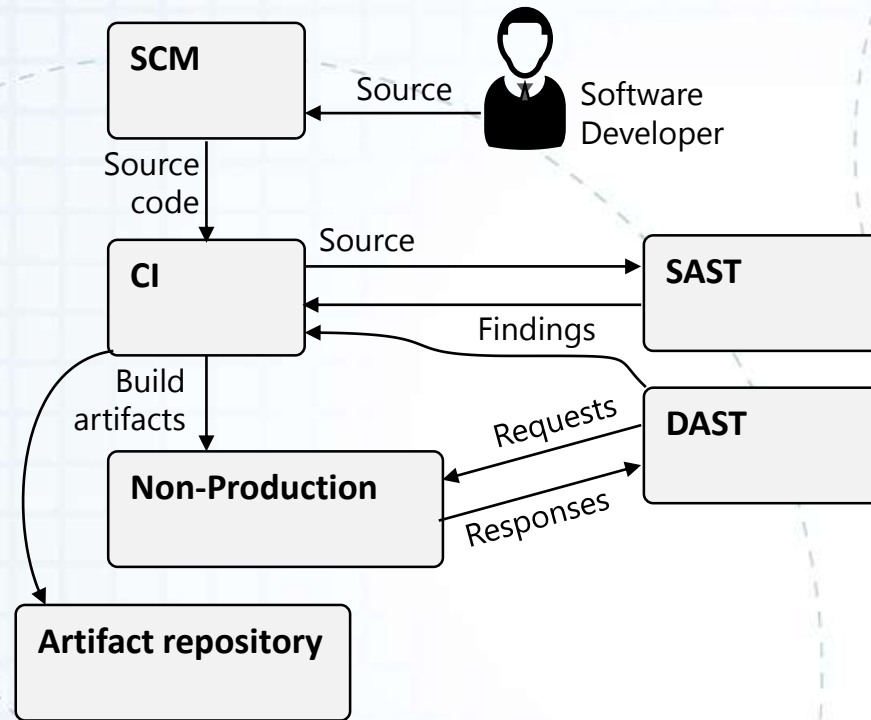 SCM
Source
Software
Developer
Source
code
CI
Source
SAST
Findings
Build
artifacts
Requests
DAST
Non-Production
Responses
Artifact repository